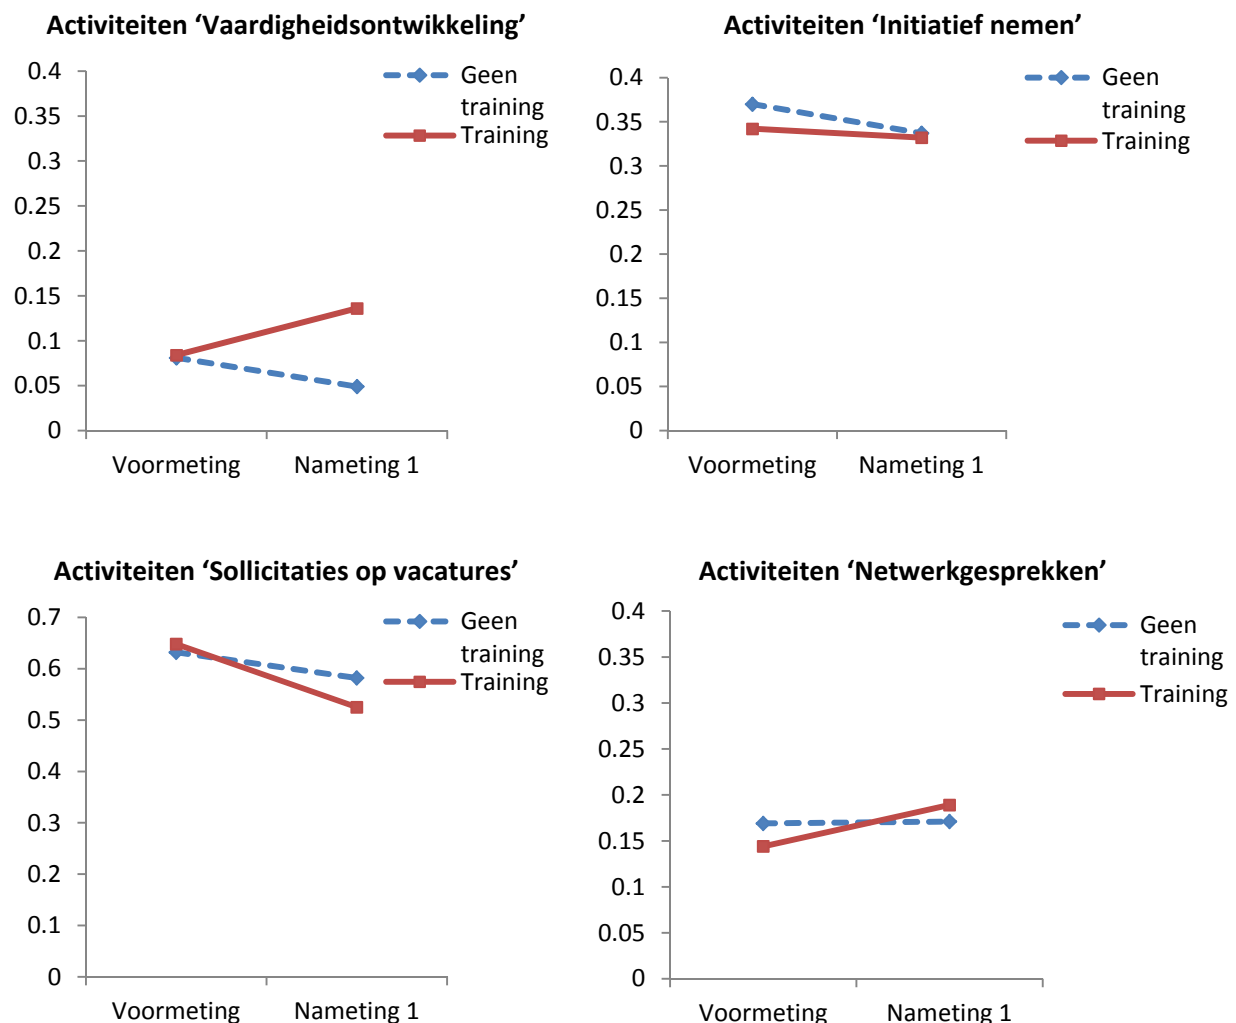 Activiteiten ‘Vaardigheidsontwikkeling’
0.4
0.35
0.3
0.25
0.2
0.15
0.1
0.05
0
Voormeting
Nameting 1
Geen
training
Training
Activiteiten ‘Initiatief nemen’
0.4
0.35
0.3
0.25
0.2
0.15
0.1
0.05
0
Voormeting
Nameting 1
Geen
training
Training
Activiteiten ‘Sollicitaties op vacatures’
0.7
0.6
0.5
0.4
0.3
0.2
0.1
0
Voormeting
Nameting 1
Geen
training
Training
Activiteiten ‘Netwerkgesprekken’
0.4
0.35
0.3
0.25
0.2
0.15
0.1
0.05
0
Voormeting
Nameting 1
Geen
training
Training